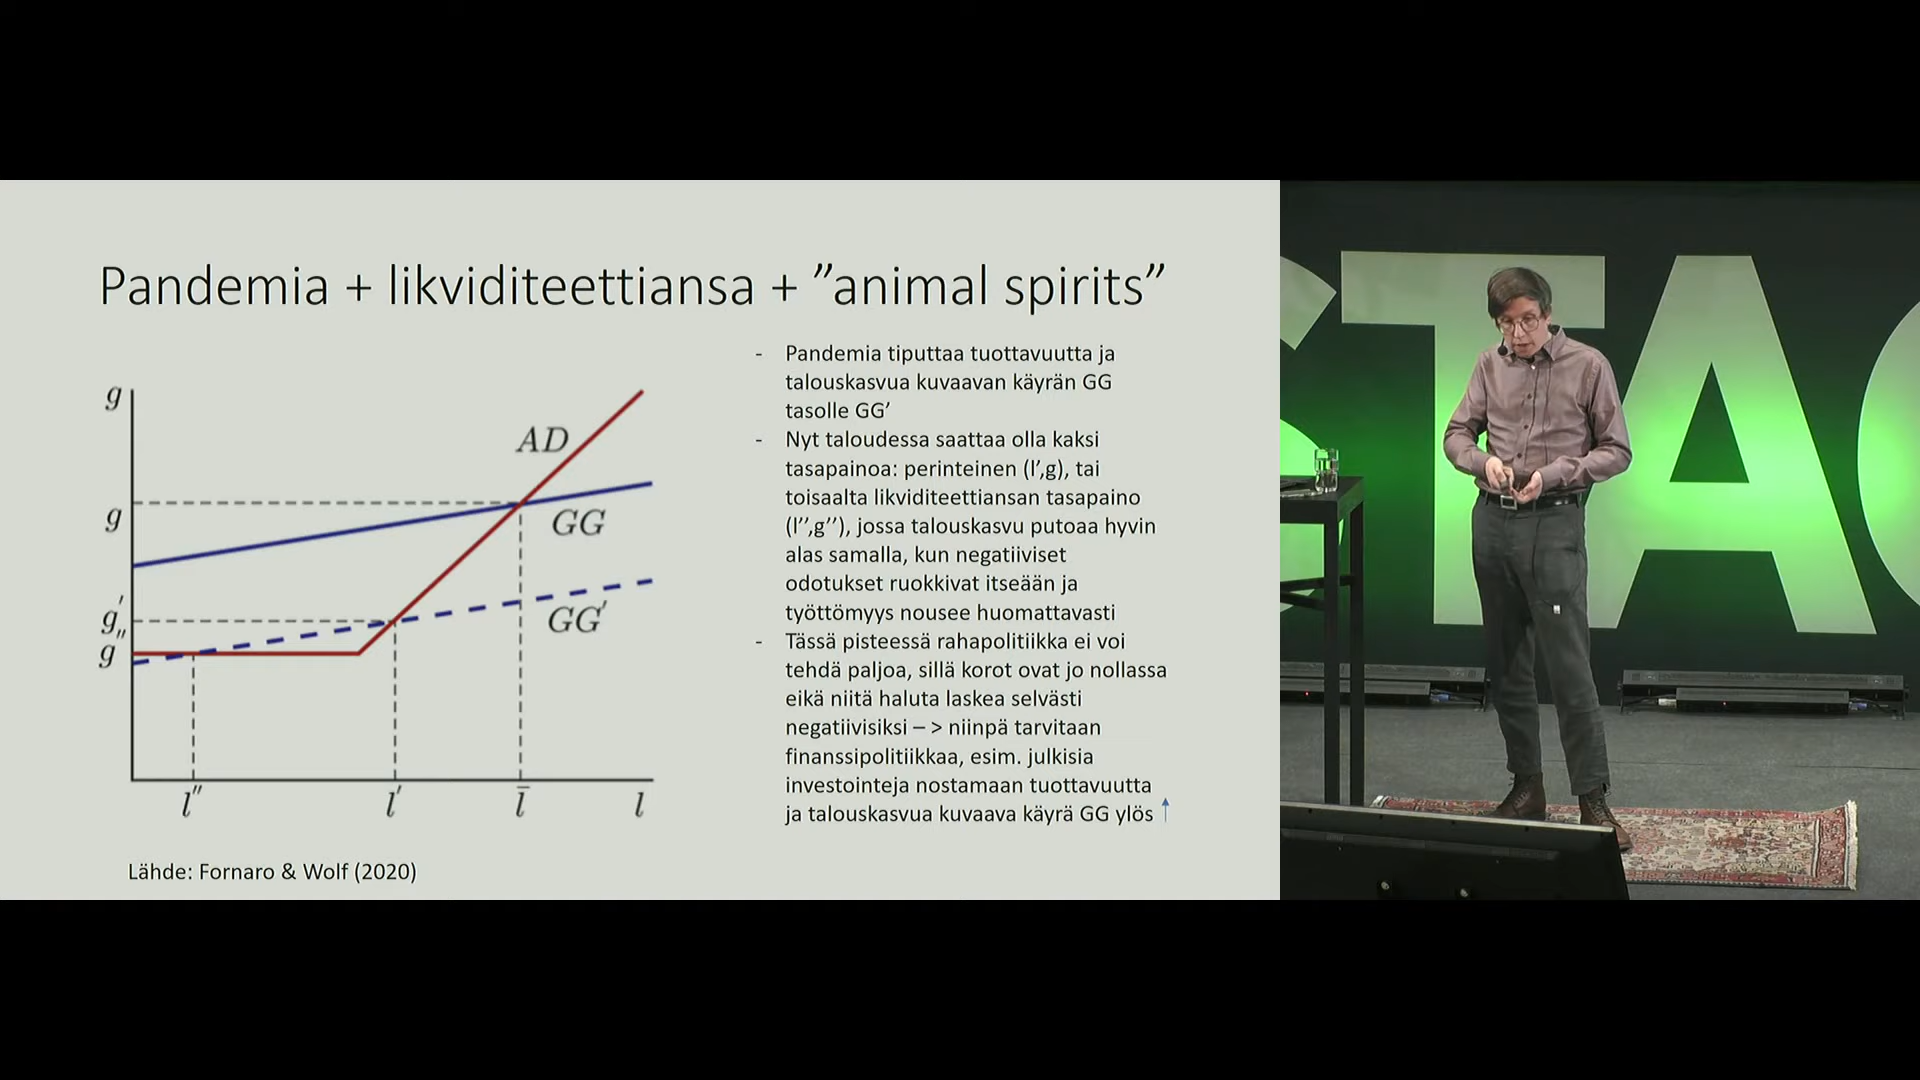 Pandemia + likviditeettiansa + ”animal spirits”
- Pandemia tiputtaa tuottavuutta ja
talouskasvua kuvaavan käyrän GG
tasolle GG’
- Nyt taloudessa saattaa olla kaksi
tasapainoa: perinteinen (l’,g), tai
toisaalta likviditeettiansan tasapaino
(l’’,g’’), jossa talouskasvu putoaa hyvin
alas samalla, kun negatiiviset
odotukset ruokkivat itseään ja
työttömyys nousee huomattavasti
- Tässä pisteessä rahapolitiikka ei voi
tehdä paljoa, sillä korot ovat jo nollassa
eikä niitä haluta laskea selvästi
negatiivisiksi – > niinpä tarvitaan
finanssipolitiikkaa, esim. julkisia
investointeja nostamaan tuottavuutta
ja talouskasvua kuvaava käyrä GG ylös ↑
g
AD
g
GG
g′
GG′
g″
l″
l′
l̄
l
Lähde: Fornaro & Wolf (2020)
STA